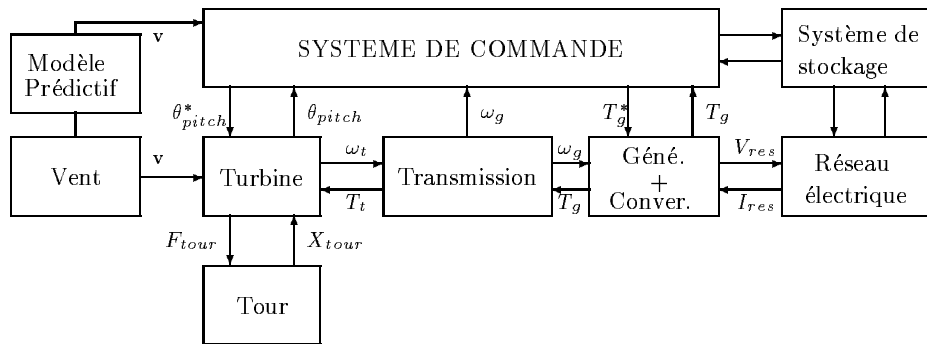 v
SYSTEME DE COMMANDE
Système de
stockage
Modèle
Prédictif
θ*pitch
θpitch
ωg
T*g
Tg
Vent
v
Turbine
ωt
Tt
Transmission
ωg
Tg
Géné.
+
Conver.
Vres
Ires
Réseau
électrique
Ftour
Xtour
Tour